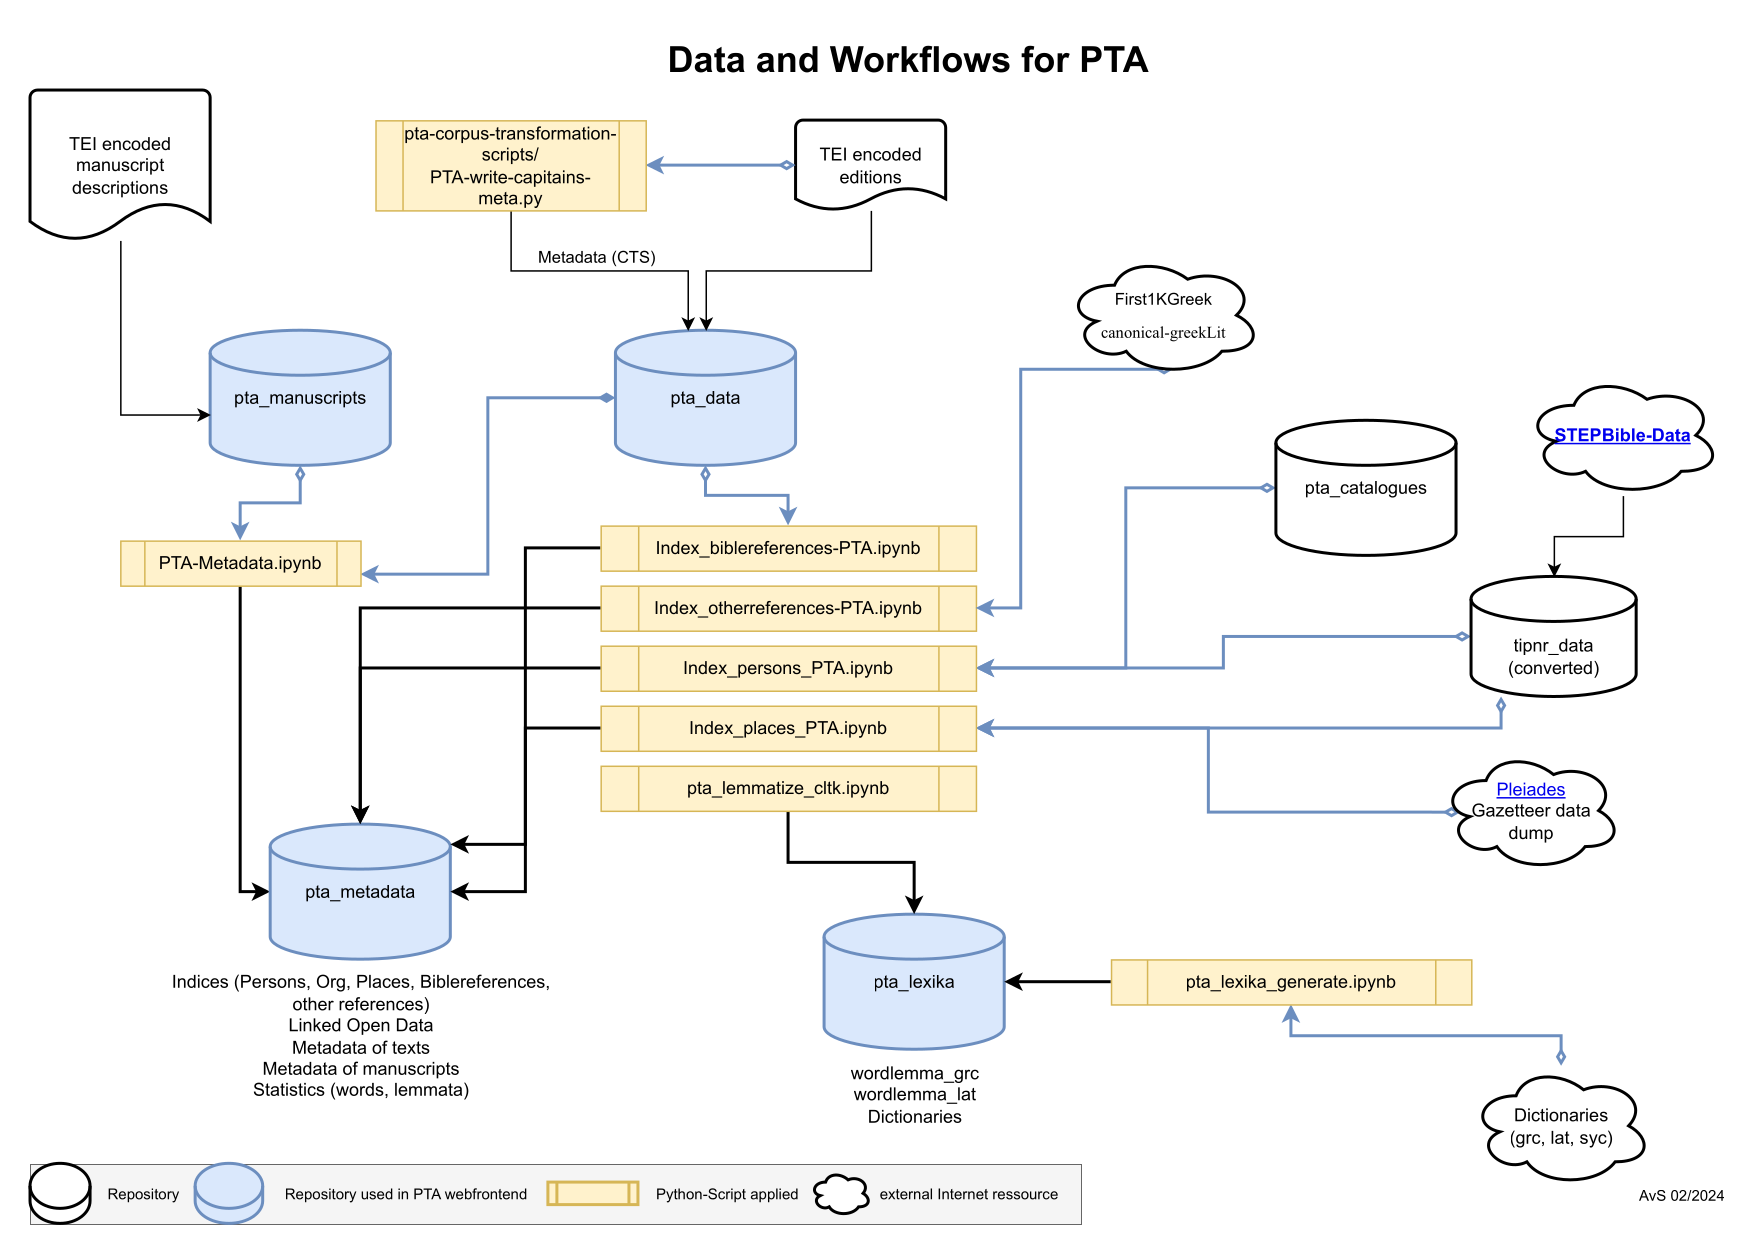 Data and Workflows for PTA
TEI encoded
manuscript
descriptions
pta-corpus-transformation-
scripts/
PTA-write-capitains-
meta.py
TEI encoded
editions
Metadata (CTS)
First1KGreek
canonical-greekLit
pta_manuscripts
pta_data
STEPBible-Data
pta_catalogues
PTA-Metadata.ipynb
Index_biblereferences-PTA.ipynb
Index_otherreferences-PTA.ipynb
Index_persons_PTA.ipynb
Index_places_PTA.ipynb
pta_lemmatize_cltk.ipynb
tipnr_data
(converted)
Pleiades
Gazetteer data
dump
pta_metadata
Indices (Persons, Org, Places, Biblereferences,
other references)
Linked Open Data
Metadata of texts
Metadata of manuscripts
Statistics (words, lemmata)
pta_lexika
wordlemma_grc
wordlemma_lat
Dictionaries
pta_lexika_generate.ipynb
Dictionaries
(grc, lat, syc)
Repository
Repository used in PTA webfrontend
Python-Script applied
external Internet ressource
AvS 02/2024